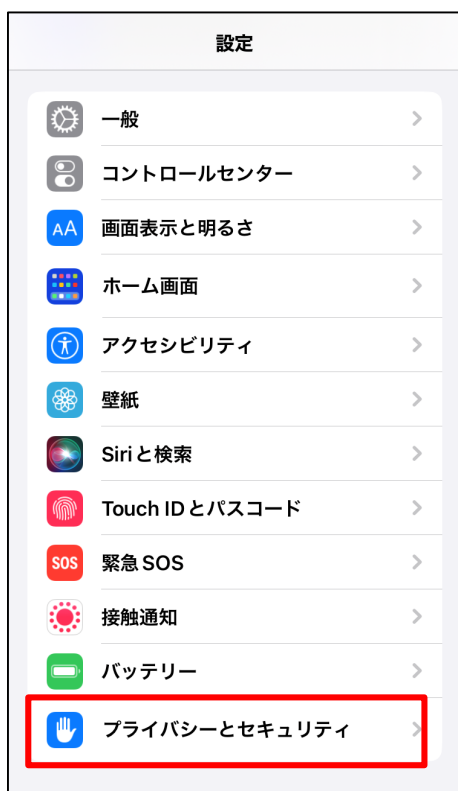 設定
一般
コントロールセンター
AA 画面表示と明るさ
ホーム画面
アクセシビリティ
壁紙
Siriと検索
Touch IDとパスコード
SOS 緊急SOS
接触通知
バッテリー
プライバシーとセキュリティ